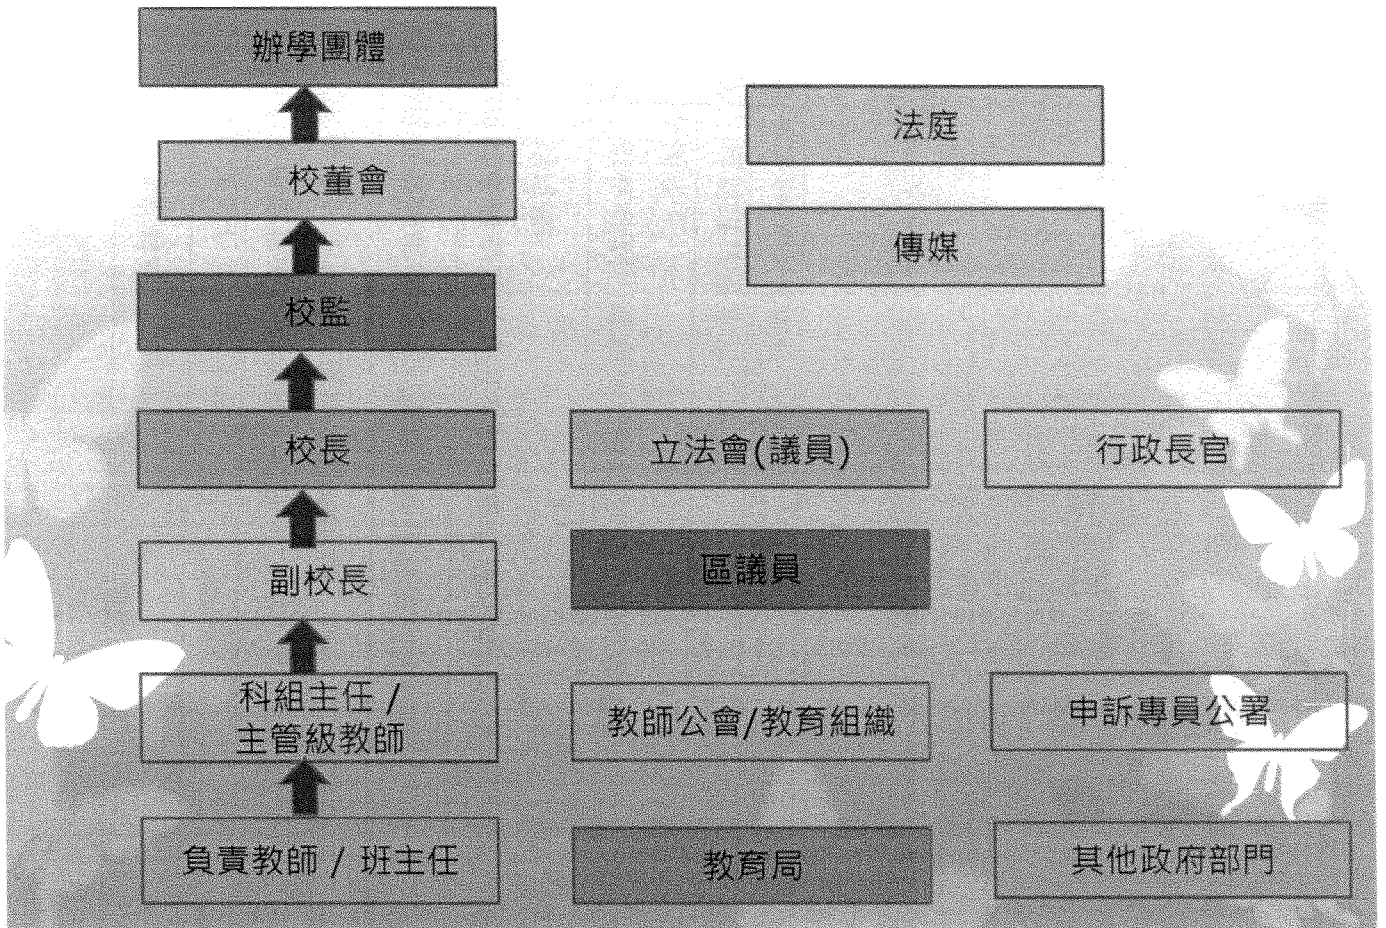 辦學團體
校董會
校監
校長
副校長
科組主任 /
主管級教師
負責教師 / 班主任
法庭
傳媒
立法會(議員)
區議員
教師公會/教育組織
教育局
行政長官
申訴專員公署
其他政府部門